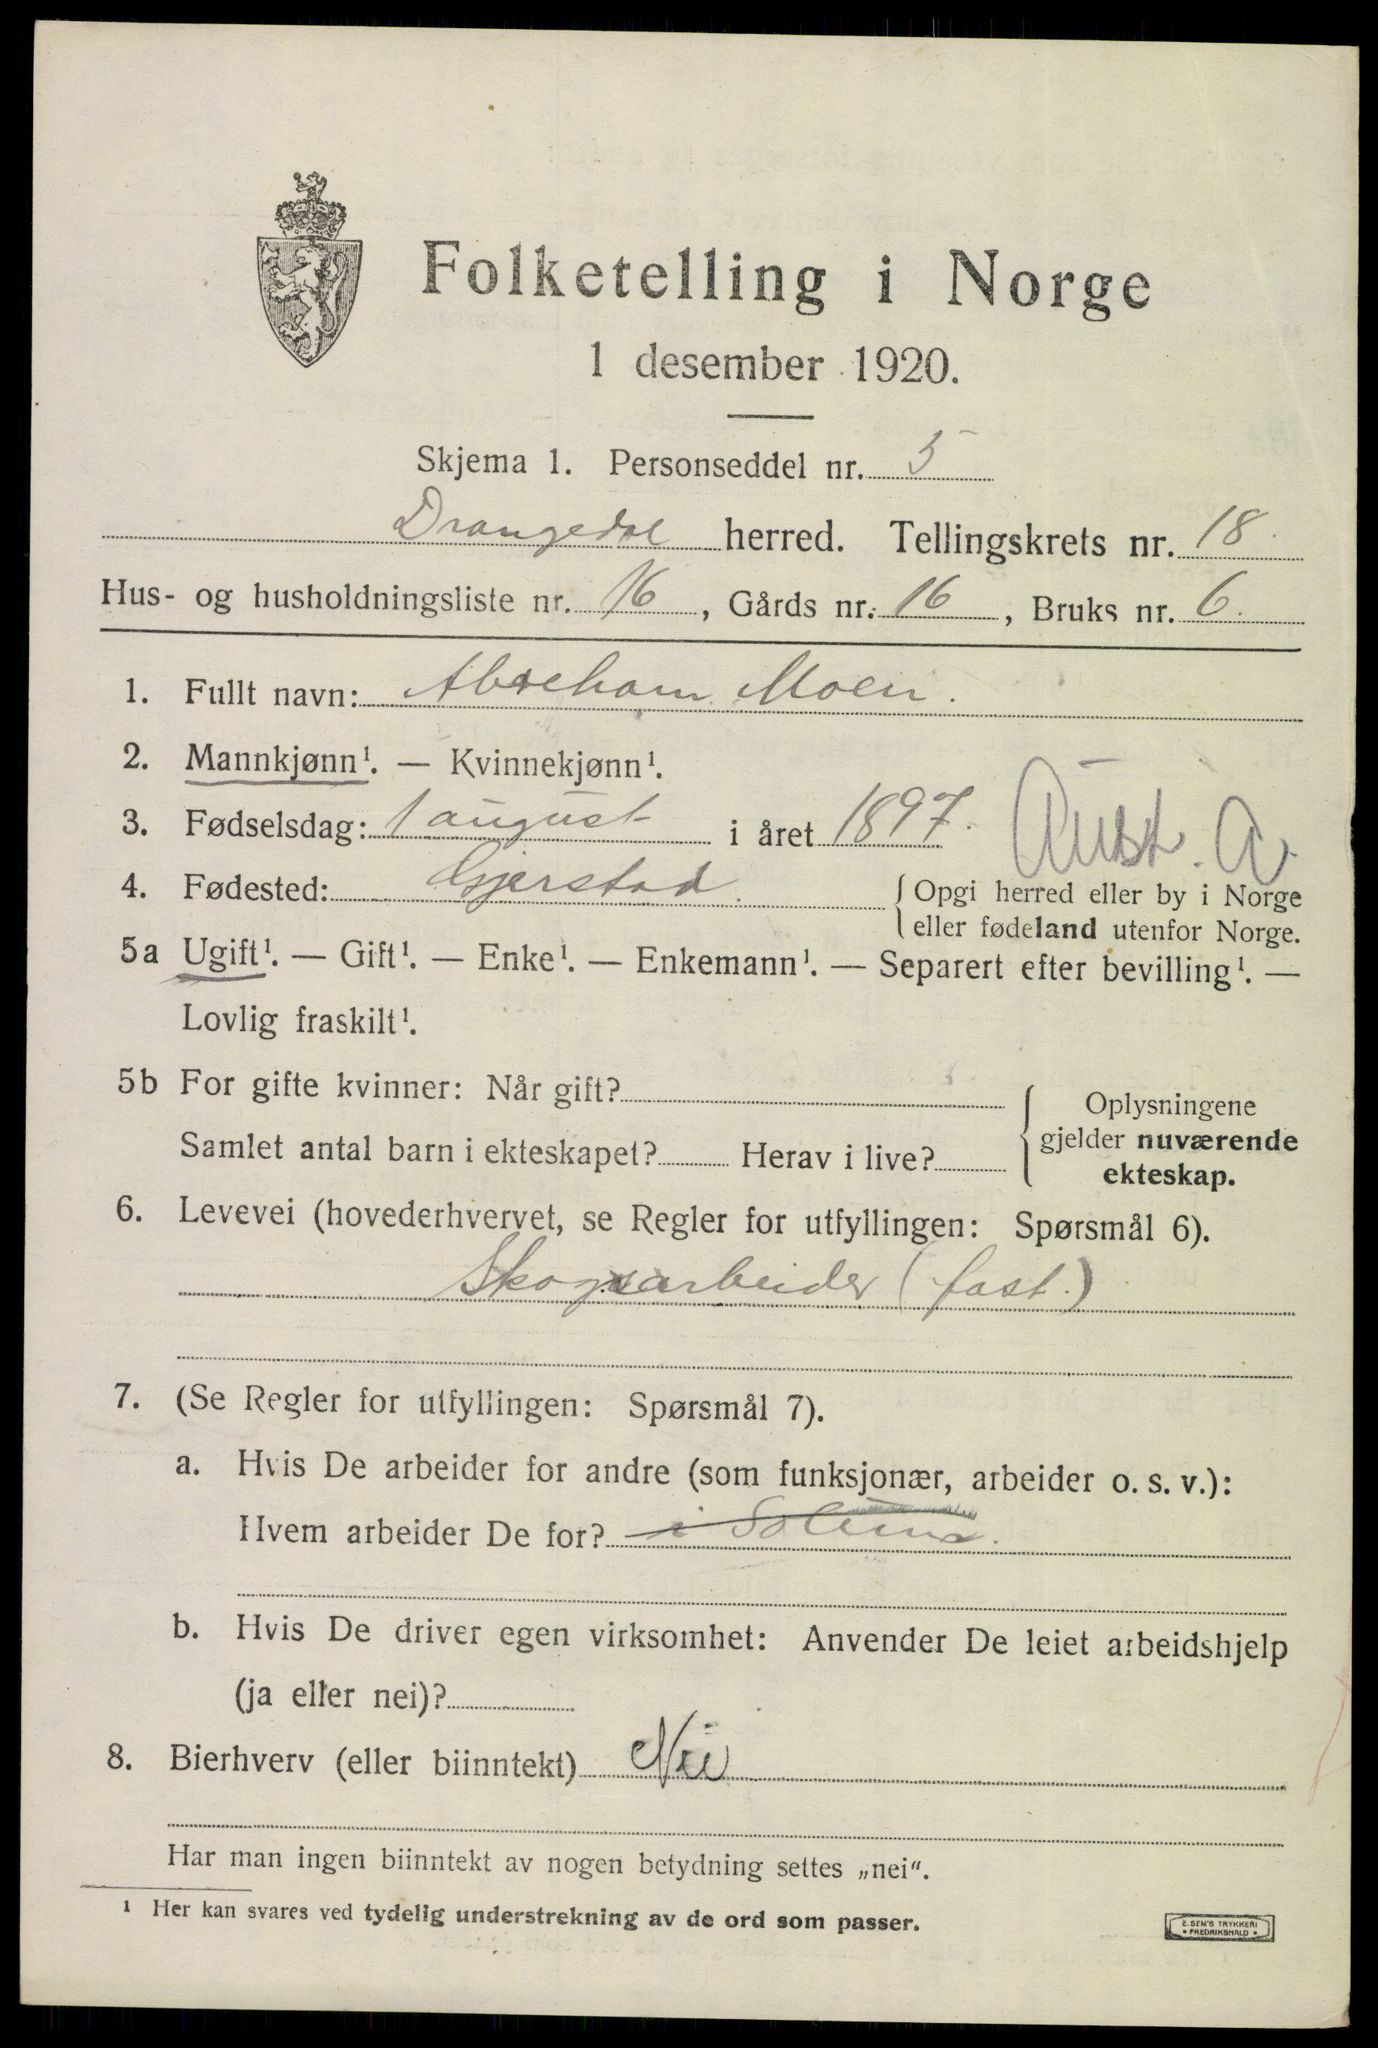 Folketelling i Norge
1 desember 1920.
Skjema 1. Personseddel nr. 5
Drangedal herred. Tellingskrets nr. 18.
Hus- og husholdningsliste nr. 16, Gårds nr. 16, Bruks nr. 6.
1. Fullt navn: Abreham Moen.
2. Mannkjønn¹. — Kvinnekjønn¹.
3. Fødselsdag: 1 august i året 1897.
Aust. A
4. Fødested: Gjerstad. { Opgi herred eller by i Norge
eller fødeland utenfor Norge.
5a Ugift¹. — Gift¹. — Enke¹. — Enkemann¹. — Separert efter bevilling¹. —
Lovlig fraskilt¹.
5b For gifte kvinner: Når gift?
Samlet antal barn i ekteskapet? Herav i live?
{ Oplysningene
gjelder nuværende
ekteskap.
6. Levevei (hovederhvervet, se Regler for utfyllingen: Spørsmål 6).
Skogsarbeider (fast.)
7. (Se Regler for utfyllingen: Spørsmål 7).
a. Hvis De arbeider for andre (som funksjonær, arbeider o. s. v.):
Hvem arbeider De for? i Solum.
b. Hvis De driver egen virksomhet: Anvender De leiet arbeidshjelp
(ja eller nei)?
8. Bierhverv (eller biinntekt) Nei
Har man ingen biinntekt av nogen betydning settes „nei".
¹ Her kan svares ved tydelig understrekning av de ord som passer.
E. SEM'S TRYKKERI
* FREDRIKSHALD *